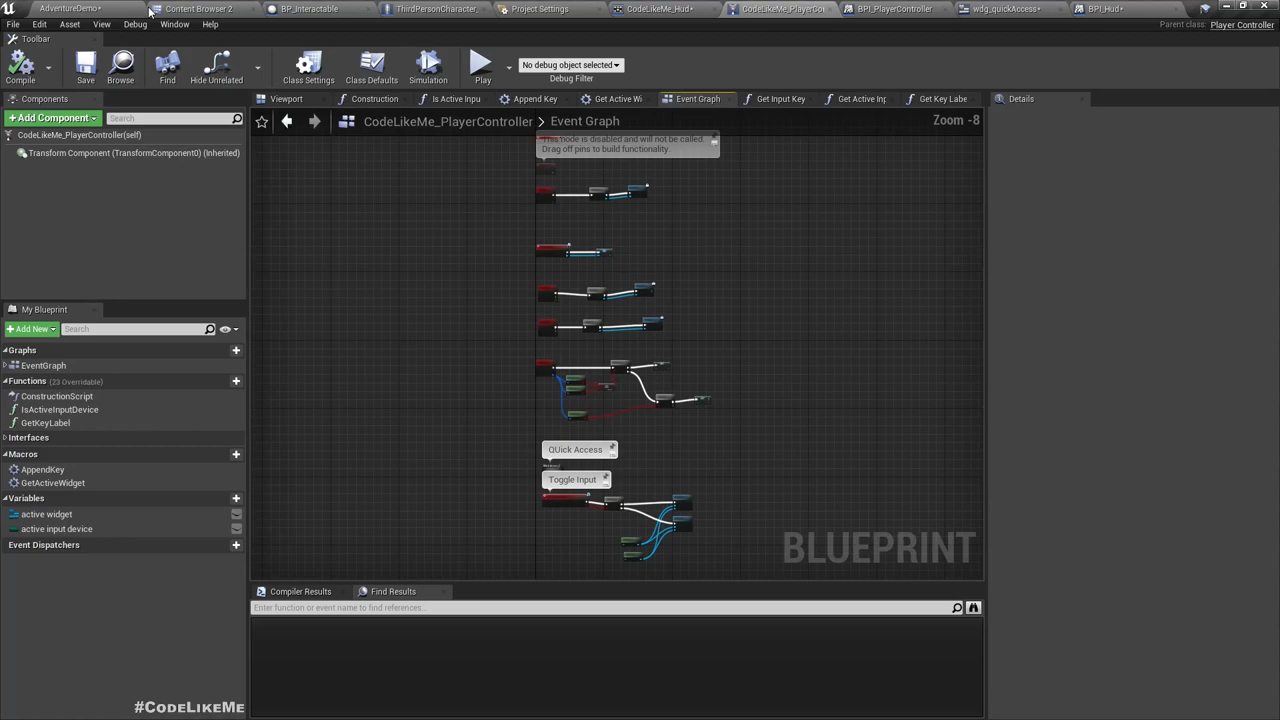 AdventureDemo*
Content Browser 2
BP_Interactable
ThirdPersonCharacter
Project Settings
CodeLikeMe_Hud*
CodeLikeMe_PlayerCo
BPI_PlayerController
wdg_quickAccess*
BPI_Hud*
File Edit Asset View Tools Debug Window Help
Parent class: Player Controller
Toolbar
Compile
Save
Browse
Find
Hide Unrelated
Class Settings
Class Defaults
Simulation
Play
No debug object selected
Debug Filter
Components
+Add Component
Search
CodeLikeMe_PlayerController(self)
Transform Component (TransformComponent0) (Inherited)
Viewport
Construction
Is Active Inpu
Append Key
Get Active Wi
Event Graph
Get Input Key
Get Active Inp
Get Key Labe
Details
CodeLikeMe_PlayerController > Event Graph
Zoom -8
This node is disabled and will not be called.
Drag off pins to build functionality.
QUick Access
Toggle Input
BLUEPRINT
My Blueprint
+Add New
Search
Graphs
EventGraph
Functions (23 Overridable)
ConstructionScript
IsActiveInputDevice
GetKeyLabel
Interfaces
Macros
AppendKey
GetActiveWidget
Variables
active widget
active input device
Event Dispatchers
Compiler Results
Find Results
Enter function or event name to find references...
#CodeLikeMe